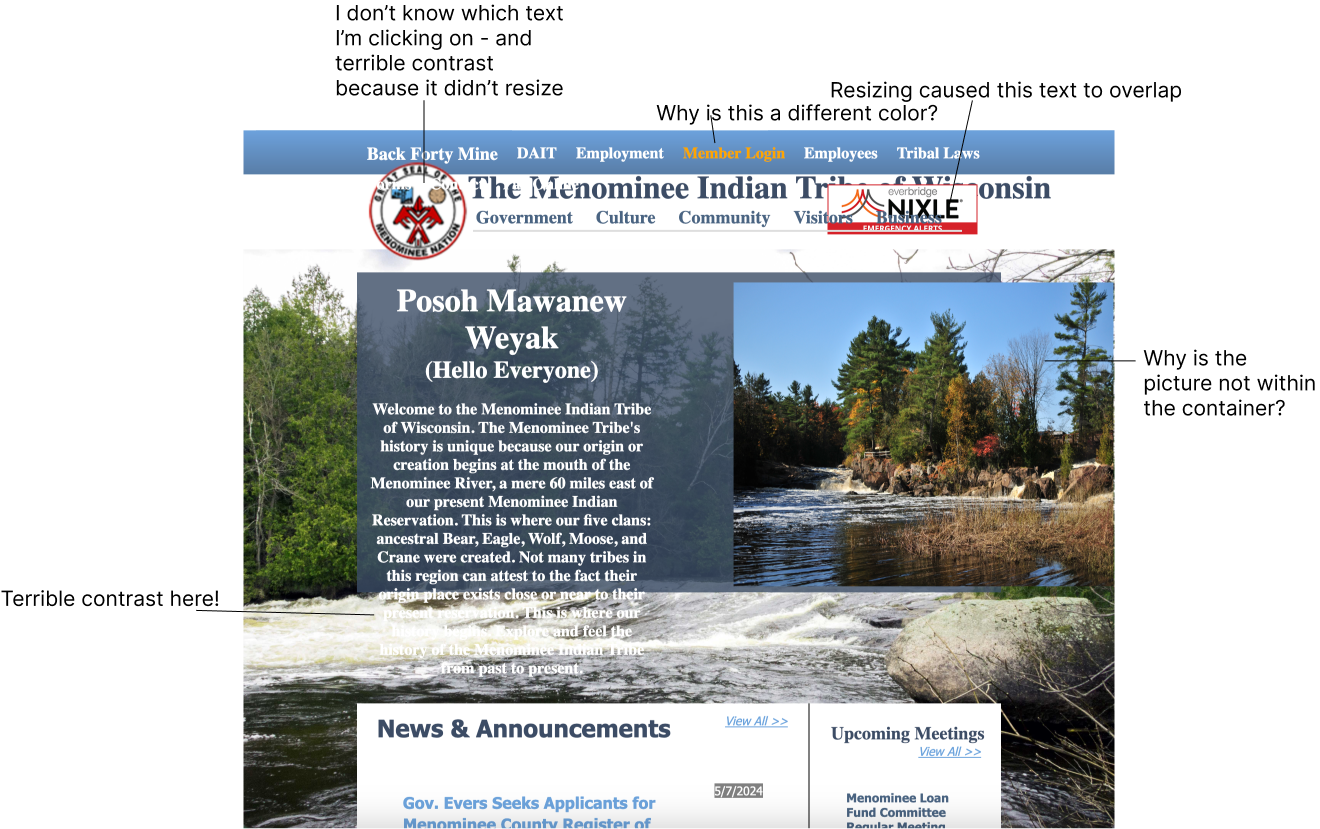 I don't know which text
I'm clicking on - and
terrible contrast
because it didn't resize
Resizing caused this text to overlap
Why is this a different color?
Back Forty Mine DAIT Employment Member Login Employees Tribal Laws
The Menominee Indian Tribe of Wisconsin
GREAT SEAL OF THE
MENOMINEE NATION
everbridge
NIXLE®
EMERGENCY ALERTS
Government Culture Community Visitors Business
Posoh Mawanew
Weyak
(Hello Everyone)
Welcome to the Menominee Indian Tribe
of Wisconsin. The Menominee Tribe's
history is unique because our origin or
creation begins at the mouth of the
Menominee River, a mere 60 miles east of
our present Menominee Indian
Reservation. This is where our five clans:
ancestral Bear, Eagle, Wolf, Moose, and
Crane were created. Not many tribes in
this region can attest to the fact their
origin place exists close or near to their
present reservation. This is where our
history begins. Explore and feel the
history of the Menominee Indian Tribe
from past to present.
Why is the
picture not within
the container?
Terrible contrast here!
News & Announcements
View All >>
5/7/2024
Gov. Evers Seeks Applicants for
Menominee County Register of
Upcoming Meetings
View All >>
Menominee Loan
Fund Committee
Regular Meeting